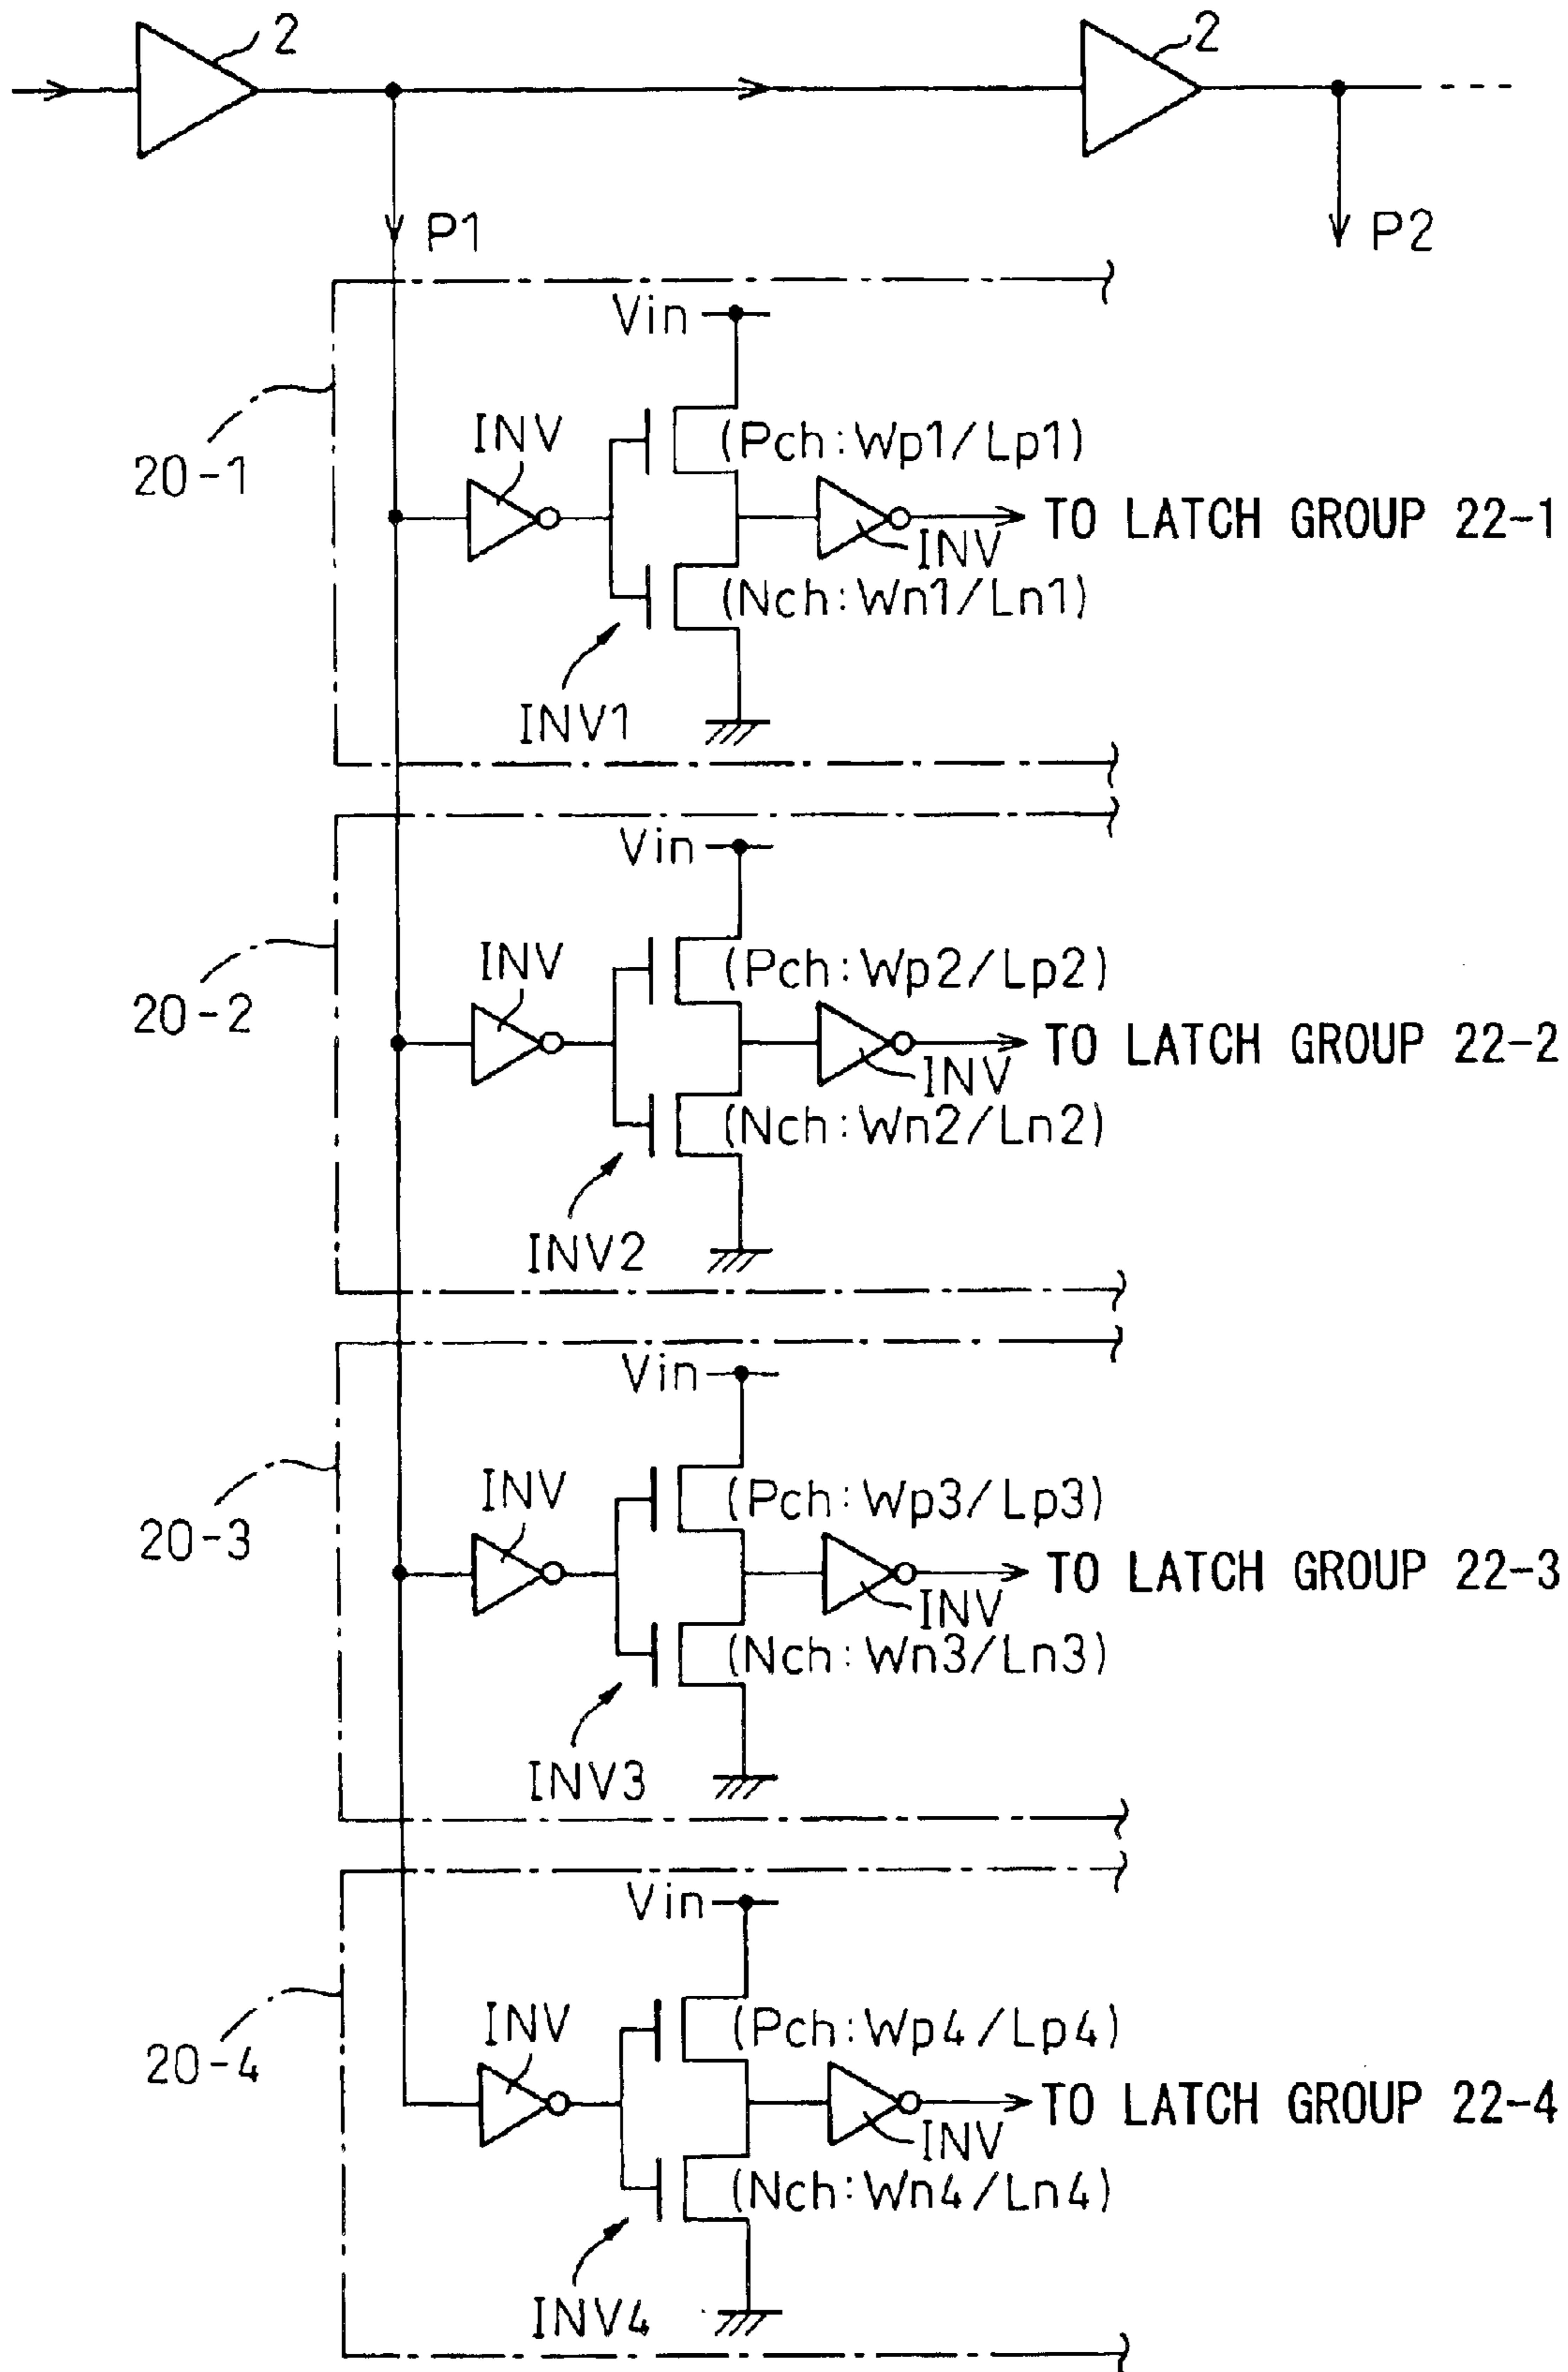 2
2
P1
P2
Vin
INV
(Pch:Wp1/Lp1)
20-1
INV
TO LATCH GROUP 22-1
(Nch:Wn1/Ln1)
INV1
Vin
INV
(Pch:Wp2/Lp2)
20-2
INV
TO LATCH GROUP 22-2
(Nch:Wn2/Ln2)
INV2
Vin
INV
(Pch:Wp3/Lp3)
20-3
INV
TO LATCH GROUP 22-3
(Nch:Wn3/Ln3)
INV3
Vin
INV
(Pch:Wp4/Lp4)
20-4
INV
TO LATCH GROUP 22-4
(Nch:Wn4/Ln4)
INV4